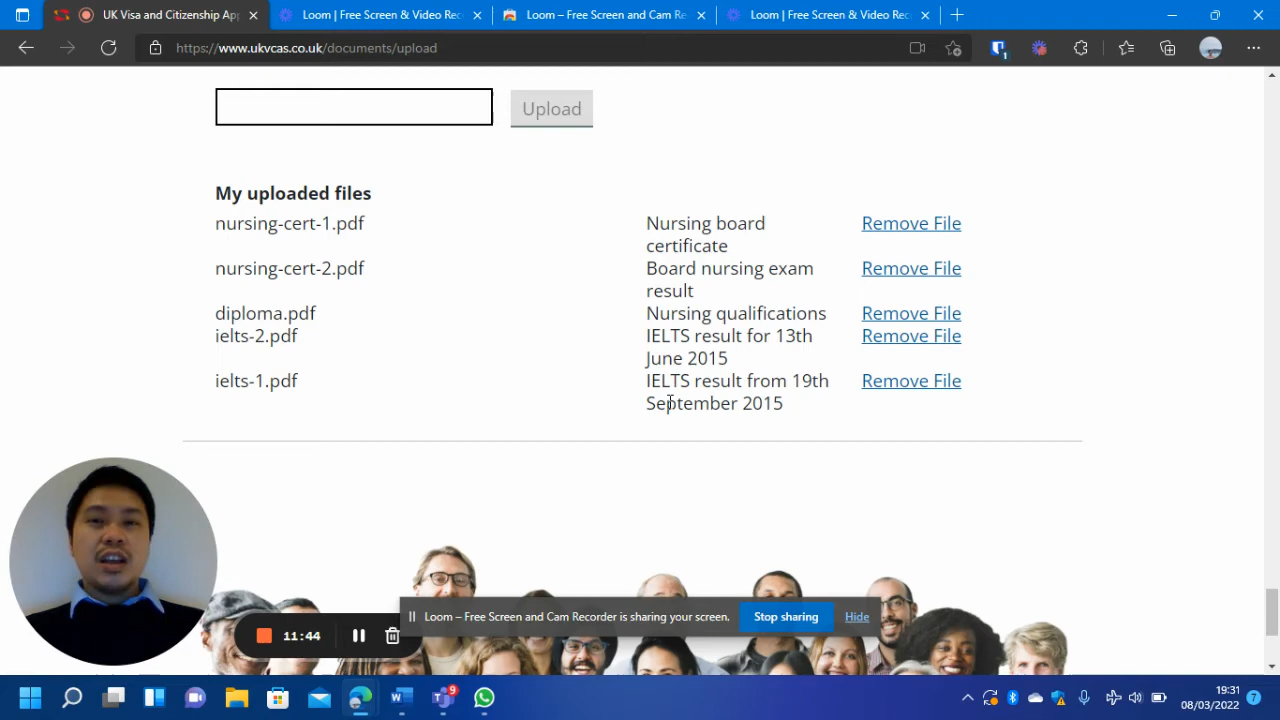 UK Visa and Citizenship App
Loom | Free Screen & Video Rec
Loom – Free Screen and Cam Re
Loom | Free Screen & Video Rec
https://www.ukvcas.co.uk/documents/upload
1
Upload
My uploaded files
nursing-cert-1.pdf
Nursing board
certificate
Remove File
nursing-cert-2.pdf
Board nursing exam
result
Remove File
diploma.pdf
Nursing qualifications
Remove File
ielts-2.pdf
IELTS result for 13th
June 2015
Remove File
ielts-1.pdf
IELTS result from 19th
September 2015
Remove File
Loom – Free Screen and Cam Recorder is sharing your screen.
Stop sharing
Hide
11:44
9
19:31
08/03/2022
7